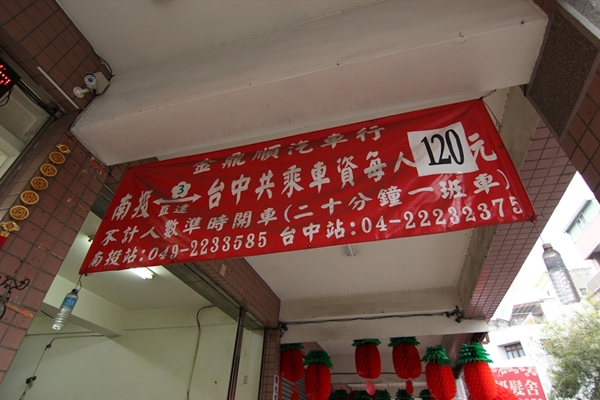 金龍順汽車行
南投 3 直達 台中共乘車資每人120元
不計人數準時開車(二十分鐘一班車)
南投站:049-2233585 台中站:04-22232375